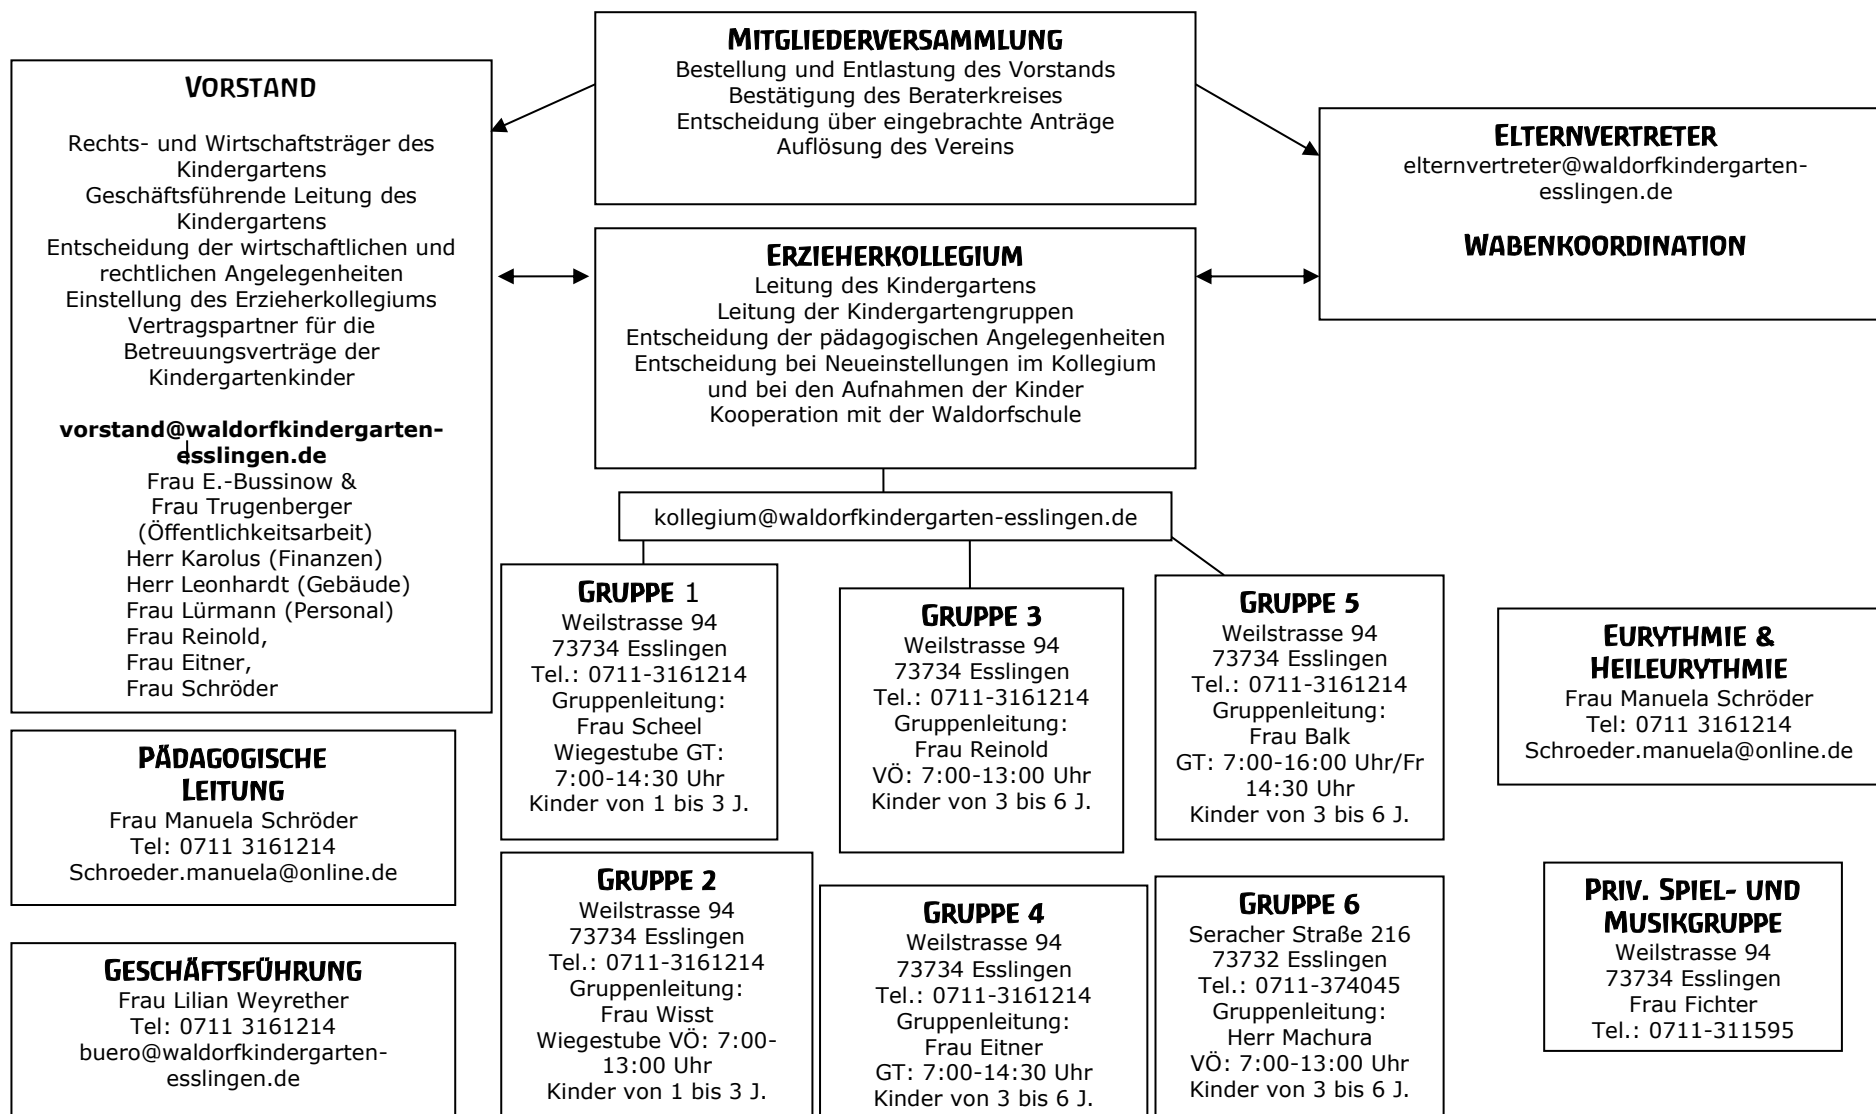 MITGLIEDERVERSAMMLUNG
Bestellung und Entlastung des Vorstands
Bestätigung des Beraterkreises
Entscheidung über eingebrachte Anträge
Auflösung des Vereins
VORSTAND
Rechts- und Wirtschaftsträger des
Kindergartens
Geschäftsführende Leitung des
Kindergartens
Entscheidung der wirtschaftlichen und
rechtlichen Angelegenheiten
Einstellung des Erzieherkollegiums
Vertragspartner für die
Betreuungsverträge der
Kindergartenkinder
vorstand@waldorfkindergarten-
esslingen.de
Frau E.-Bussinow &
Frau Trugenberger
(Öffentlichkeitsarbeit)
Herr Karolus (Finanzen)
Herr Leonhardt (Gebäude)
Frau Lürmann (Personal)
Frau Reinold,
Frau Eitner,
Frau Schröder
ELTERNVERTRETER
elternvertreter@waldorfkindergarten-
esslingen.de
WABENKOORDINATION
ERZIEHERKOLLEGIUM
Leitung des Kindergartens
Leitung der Kindergartengruppen
Entscheidung der pädagogischen Angelegenheiten
Entscheidung bei Neueinstellungen im Kollegium
und bei den Aufnahmen der Kinder
Kooperation mit der Waldorfschule
kollegium@waldorfkindergarten-esslingen.de
GRUPPE 1
Weilstrasse 94
73734 Esslingen
Tel.: 0711-3161214
Gruppenleitung:
Frau Scheel
Wiegestube GT:
7:00-14:30 Uhr
Kinder von 1 bis 3 J.
GRUPPE 3
Weilstrasse 94
73734 Esslingen
Tel.: 0711-3161214
Gruppenleitung:
Frau Reinold
VÖ: 7:00-13:00 Uhr
Kinder von 3 bis 6 J.
GRUPPE 5
Weilstrasse 94
73734 Esslingen
Tel.: 0711-3161214
Gruppenleitung:
Frau Balk
GT: 7:00-16:00 Uhr/Fr
14:30 Uhr
Kinder von 3 bis 6 J.
EURYTHMIE &
HEILEURYTHMIE
Frau Manuela Schröder
Tel: 0711 3161214
Schroeder.manuela@online.de
PÄDAGOGISCHE
LEITUNG
Frau Manuela Schröder
Tel: 0711 3161214
Schroeder.manuela@online.de
GESCHÄFTSFÜHRUNG
Frau Lilian Weyrether
Tel: 0711 3161214
buero@waldorfkindergarten-
esslingen.de
GRUPPE 2
Weilstrasse 94
73734 Esslingen
Tel.: 0711-3161214
Gruppenleitung:
Frau Wisst
Wiegestube VÖ: 7:00-
13:00 Uhr
Kinder von 1 bis 3 J.
GRUPPE 4
Weilstrasse 94
73734 Esslingen
Tel.: 0711-3161214
Gruppenleitung:
Frau Eitner
GT: 7:00-14:30 Uhr
Kinder von 3 bis 6 J.
GRUPPE 6
Seracher Straße 216
73732 Esslingen
Tel.: 0711-374045
Gruppenleitung:
Herr Machura
VÖ: 7:00-13:00 Uhr
Kinder von 3 bis 6 J.
PRIV. SPIEL- UND
MUSIKGRUPPE
Weilstrasse 94
73734 Esslingen
Frau Fichter
Tel.: 0711-311595